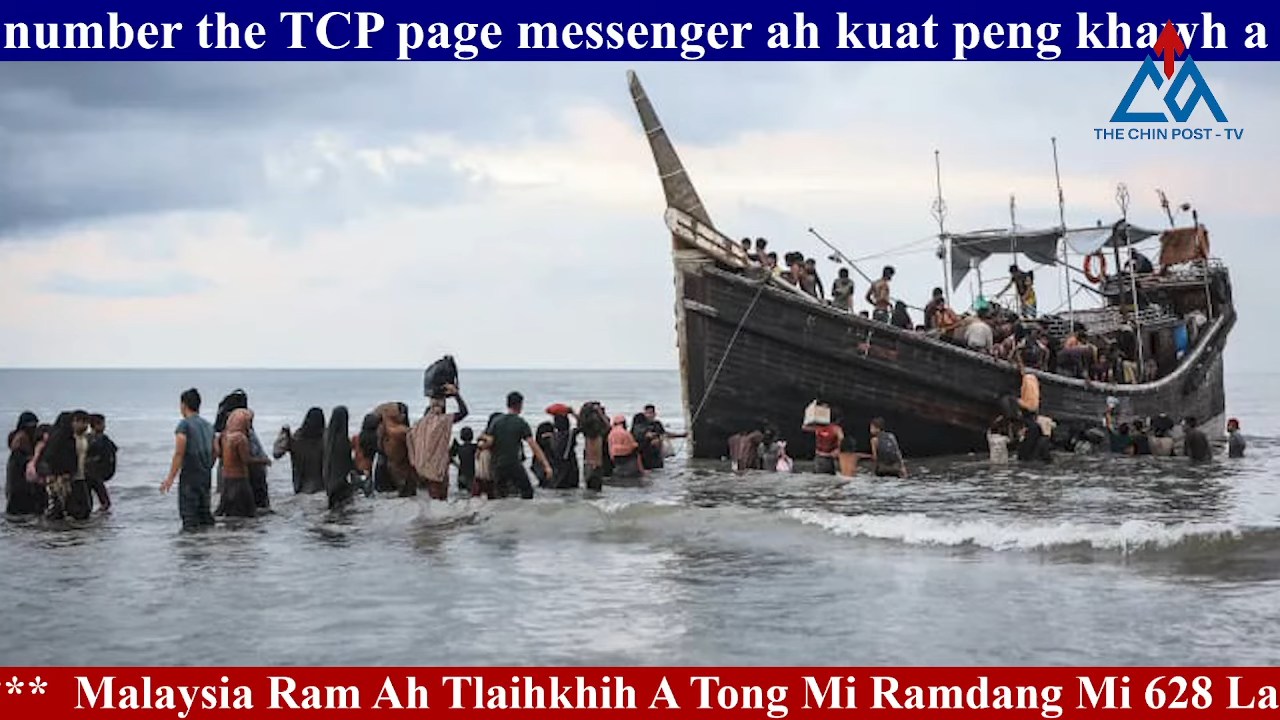 number the TCP page messenger ah kuat peng khawh a
THE CHIN POST - TV
** Malaysia Ram Ah Tlaihkhih A Tong Mi Ramdang Mi 628 La